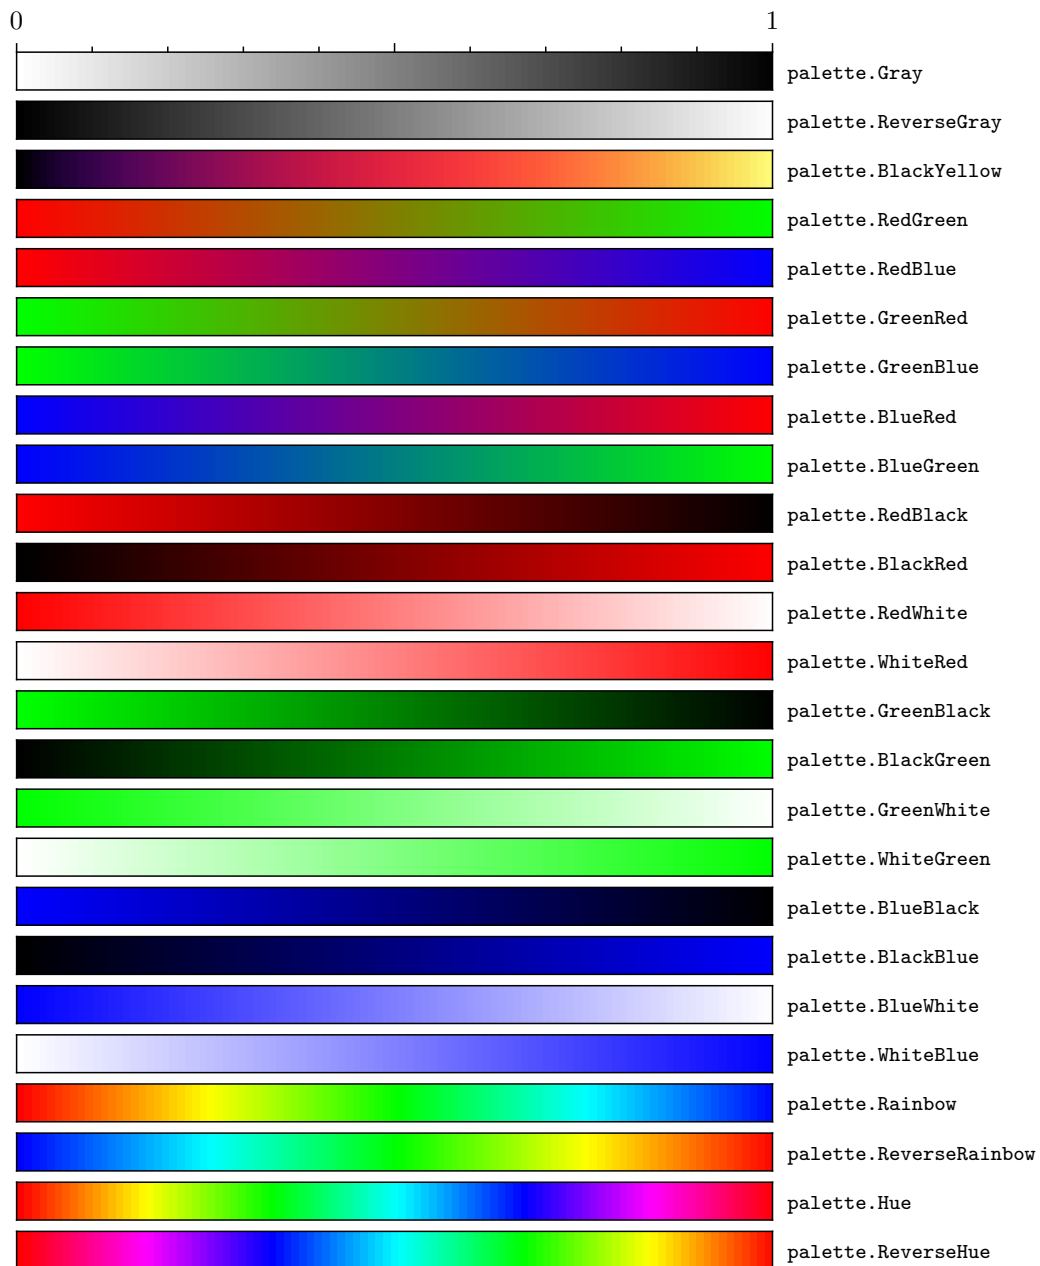 0 1
palette.Gray
palette.ReverseGray
palette.BlackYellow
palette.RedGreen
palette.RedBlue
palette.GreenRed
palette.GreenBlue
palette.BlueRed
palette.BlueGreen
palette.RedBlack
palette.BlackRed
palette.RedWhite
palette.WhiteRed
palette.GreenBlack
palette.BlackGreen
palette.GreenWhite
palette.WhiteGreen
palette.BlueBlack
palette.BlackBlue
palette.BlueWhite
palette.WhiteBlue
palette.Rainbow
palette.ReverseRainbow
palette.Hue
palette.ReverseHue